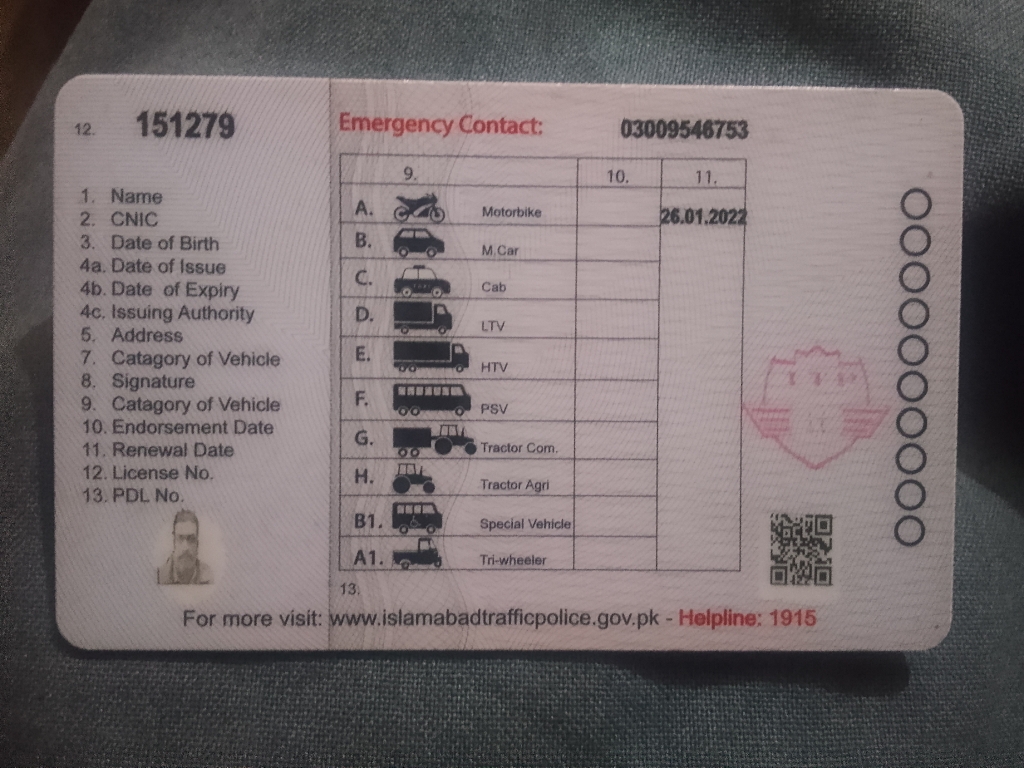 12. 151279
Emergency Contact: 03009546753
1. Name
2. CNIC
3. Date of Birth
4a. Date of Issue
4b. Date of Expiry
4c. Issuing Authority
5. Address
7. Catagory of Vehicle
8. Signature
9. Catagory of Vehicle
10. Endorsement Date
11. Renewal Date
12. License No.
13. PDL No.
9. 10. 11.
A. Motorbike 26.01.2022
B. M.Car
C. Cab
D. LTV
E. HTV
F. PSV
G. Tractor Com.
H. Tractor Agri
B1. Special Vehicle
A1. Tri-wheeler
13.
For more visit: www.islamabadtrafficpolice.gov.pk - Helpline: 1915